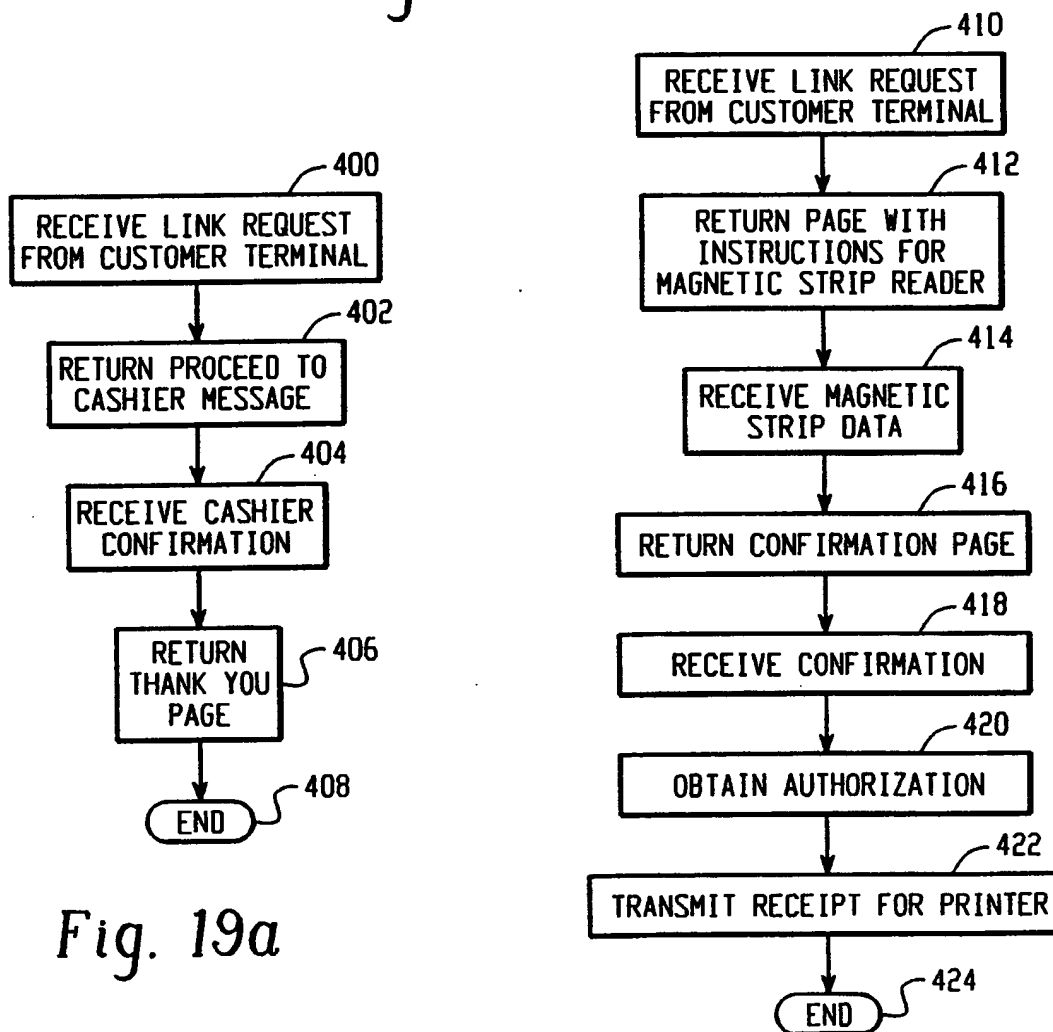 400
RECEIVE LINK REQUEST
FROM CUSTOMER TERMINAL
402
RETURN PROCEED TO
CASHIER MESSAGE
404
RECEIVE CASHIER
CONFIRMATION
RETURN
THANK YOU
PAGE
406
END
408
Fig. 19a
410
RECEIVE LINK REQUEST
FROM CUSTOMER TERMINAL
412
RETURN PAGE WITH
INSTRUCTIONS FOR
MAGNETIC STRIP READER
414
RECEIVE MAGNETIC
STRIP DATA
416
RETURN CONFIRMATION PAGE
418
RECEIVE CONFIRMATION
420
OBTAIN AUTHORIZATION
422
TRANSMIT RECEIPT FOR PRINTER
424
END